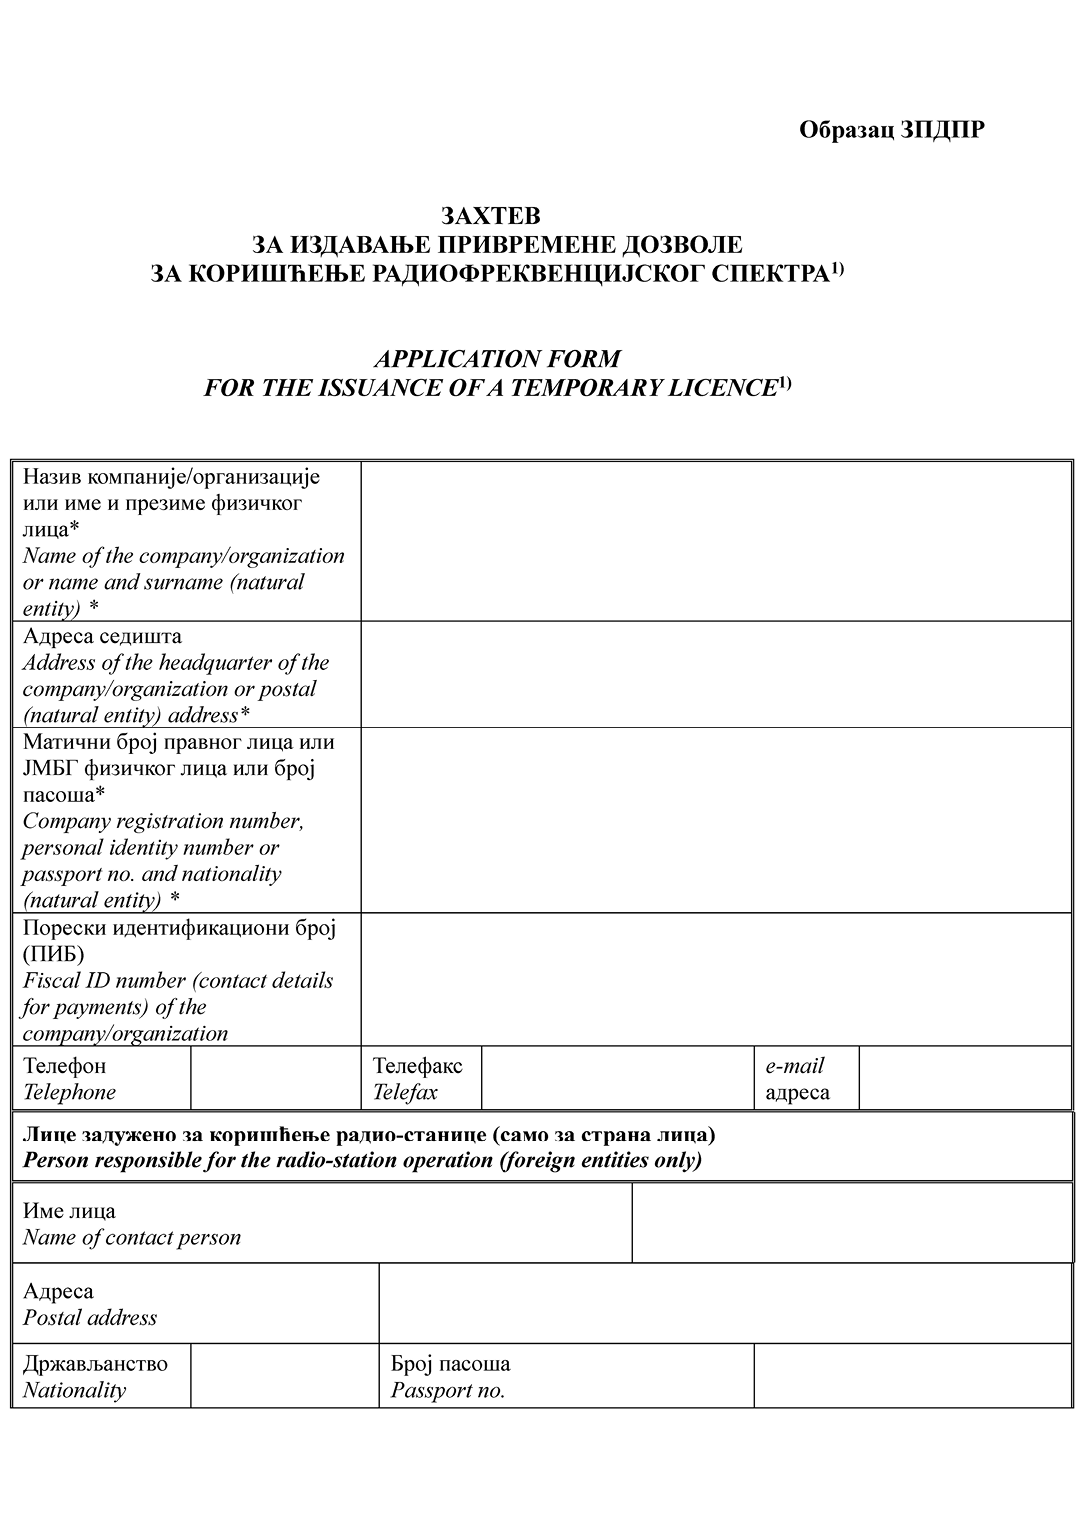 Образац ЗПДПР
ЗАХТЕВ
ЗА ИЗДАВАЊЕ ПРИВРЕМЕНЕ ДОЗВОЛЕ
ЗА КОРИШЋЕЊЕ РАДИОФРЕКВЕНЦИЈСКОГ СПЕКТРА1)
APPLICATION FORM
FOR THE ISSUANCE OF A TEMPORARY LICENCE1)
Назив компаније/организације
или име и презиме физичког
лица*
Name of the company/organization
or name and surname (natural
entity) *
Адреса седишта
Address of the headquarter of the
company/organization or postal
(natural entity) address*
Матични број правног лица или
ЈМБГ физичког лица или број
пасоша*
Company registration number,
personal identity number or
passport no. and nationality
(natural entity) *
Порески идентификациони број
(ПИБ)
Fiscal ID number (contact details
for payments) of the
company/organization
Телефон
Telephone
Телефакс
Telefax
e-mail
адреса
Лице задужено за коришћење радио-станице (само за страна лица)
Person responsible for the radio-station operation (foreign entities only)
Име лица
Name of contact person
Адреса
Postal address
Држављанство
Nationality
Број пасоша
Passport no.